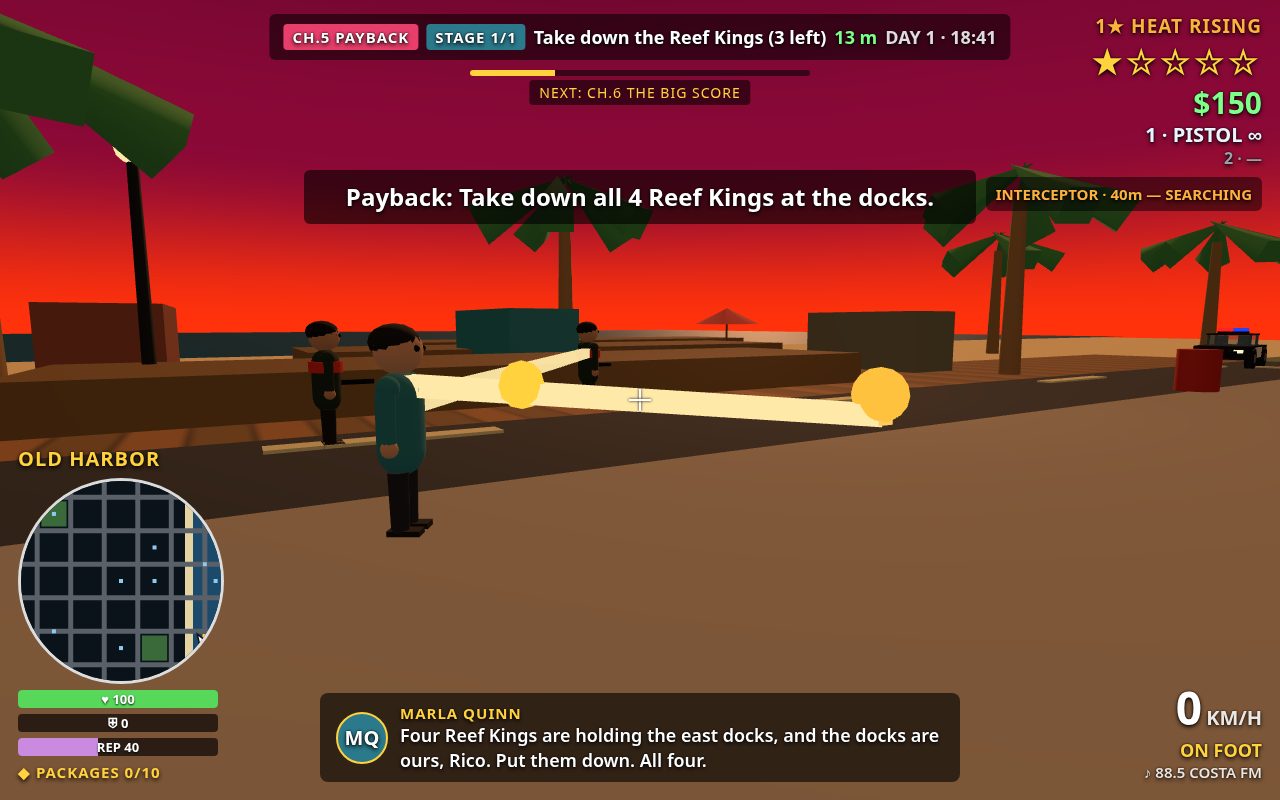 CH.5 PAYBACK STAGE 1/1 Take down the Reef Kings (3 left) 13 m DAY 1 · 18:41
NEXT: CH.6 THE BIG SCORE
1★ HEAT RISING
★☆☆☆☆
$150
1 · PISTOL ∞
2 · —
Payback: Take down all 4 Reef Kings at the docks.
INTERCEPTOR · 40m — SEARCHING
OLD HARBOR
♥ 100
⛨ 0
REP 40
◆ PACKAGES 0/10
MQ
MARLA QUINN
Four Reef Kings are holding the east docks, and the docks are
ours, Rico. Put them down. All four.
0 KM/H
ON FOOT
♪ 88.5 COSTA FM